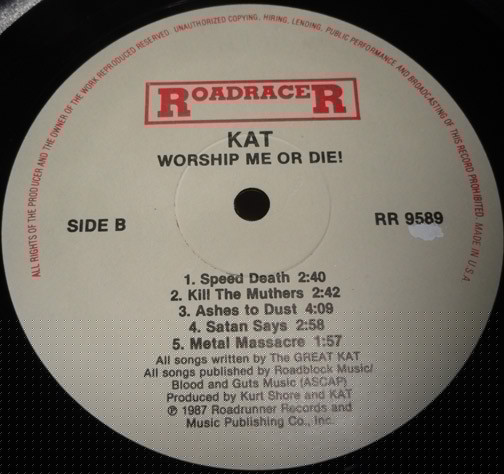 ALL RIGHTS OF THE PRODUCER AND THE OWNER OF THE WORK REPRODUCED RESERVED. UNAUTHORIZED COPYING, HIRING, LENDING, PUBLIC PERFORMANCE AND BROADCASTING OF THIS RECORD PROHIBITED. MADE IN U.S.A.
ROADRACER
KAT
WORSHIP ME OR DIE!
SIDE B
RR 9589
1. Speed Death 2:40
2. Kill The Muthers 2:42
3. Ashes to Dust 4:09
4. Satan Says 2:58
5. Metal Massacre 1:57
All songs written by The GREAT KAT
All songs published by Roadblock Music/
Blood and Guts Music (ASCAP)
Produced by Kurt Shore and KAT
℗ 1987 Roadrunner Records and
Music Publishing Co., Inc.